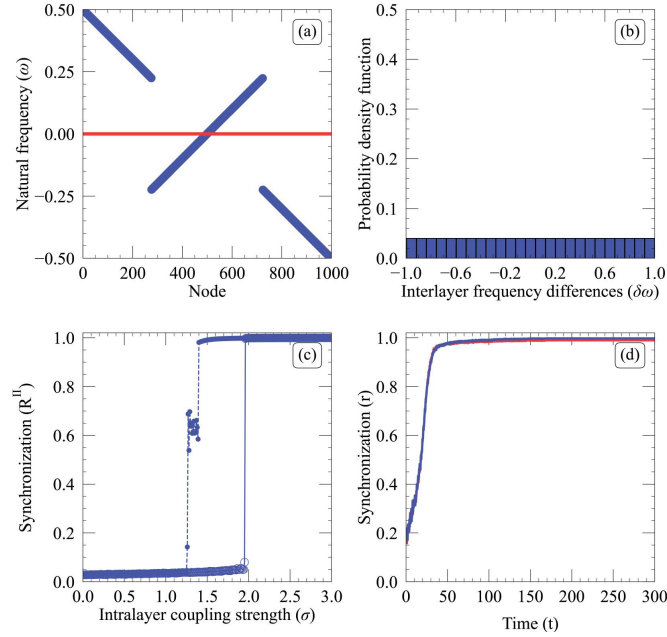 0.50
0.25
0.00
−0.25
−0.50
Natural frequency (ω)
0 200 400 600 800 1000
Node
(a)
0.5
0.4
0.3
0.2
0.1
0.0
Probability density function
-1.0 -0.6 -0.2 0.2 0.6 1.0
Interlayer frequency differences (δω)
(b)
1.0
0.8
0.6
0.4
0.2
0.0
Synchronization (R^II)
0.0 0.5 1.0 1.5 2.0 2.5 3.0
Intralayer coupling strength (σ)
(c)
1.0
0.8
0.6
0.4
0.2
0.0
Synchronization (r)
0 50 100 150 200 250 300
Time (t)
(d)